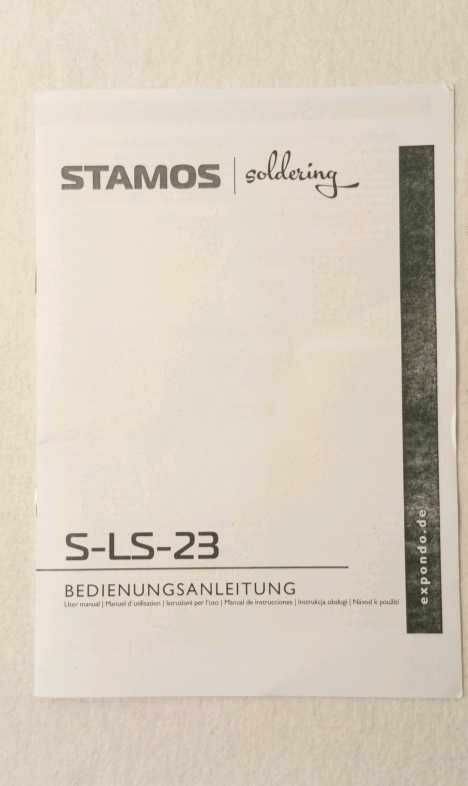 STAMOS | soldering
S-LS-23
BEDIENUNGSANLEITUNG
User manual | Manuel d´utilisation | Istruzioni per l'uso | Manual de instrucciones | Instrukcja obsługi | Návod k použití
expondo.de